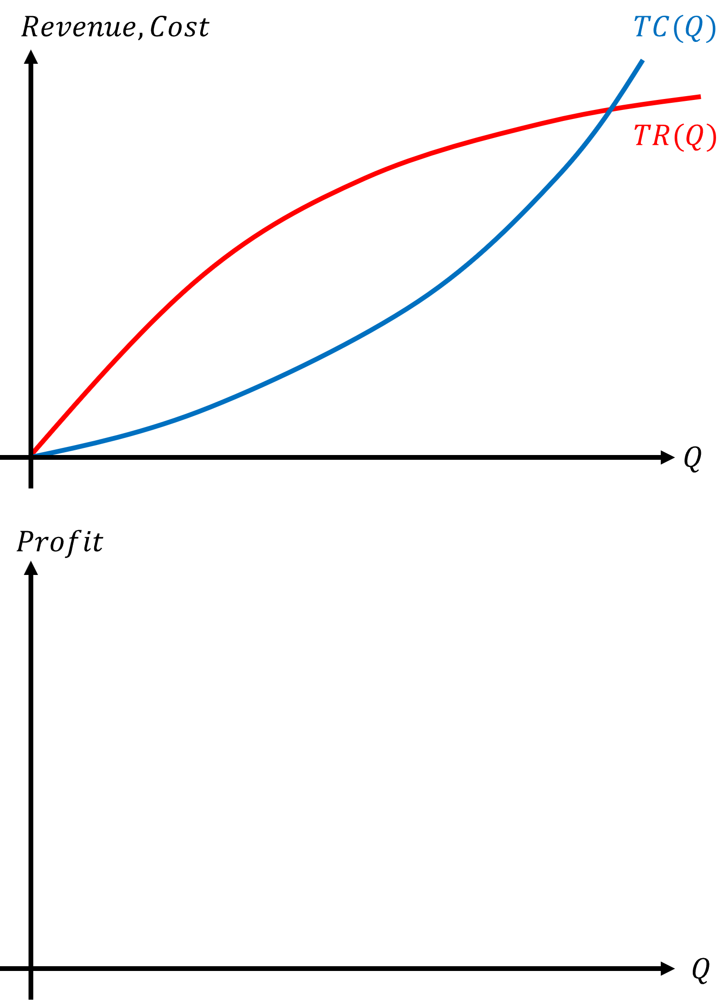 Revenue, Cost
TC(Q)
TR(Q)
Q
Profit
Q